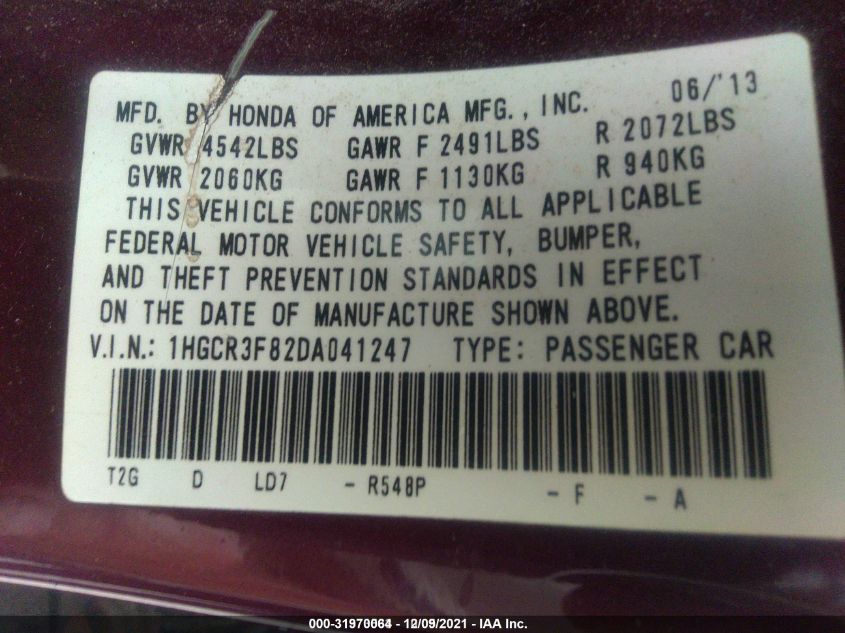 MFD. BY HONDA OF AMERICA MFG., INC. 06/'13
GVWR 4542LBS GAWR F 2491LBS R 2072LBS
GVWR 2060KG GAWR F 1130KG R 940KG
THIS VEHICLE CONFORMS TO ALL APPLICABLE
FEDERAL MOTOR VEHICLE SAFETY, BUMPER,
AND THEFT PREVENTION STANDARDS IN EFFECT
ON THE DATE OF MANUFACTURE SHOWN ABOVE.
V.I.N.: 1HGCR3F82DA041247 TYPE: PASSENGER CAR
T2G D LD7 - R548P - F - A
- 12/09/2021 - IAA Inc.